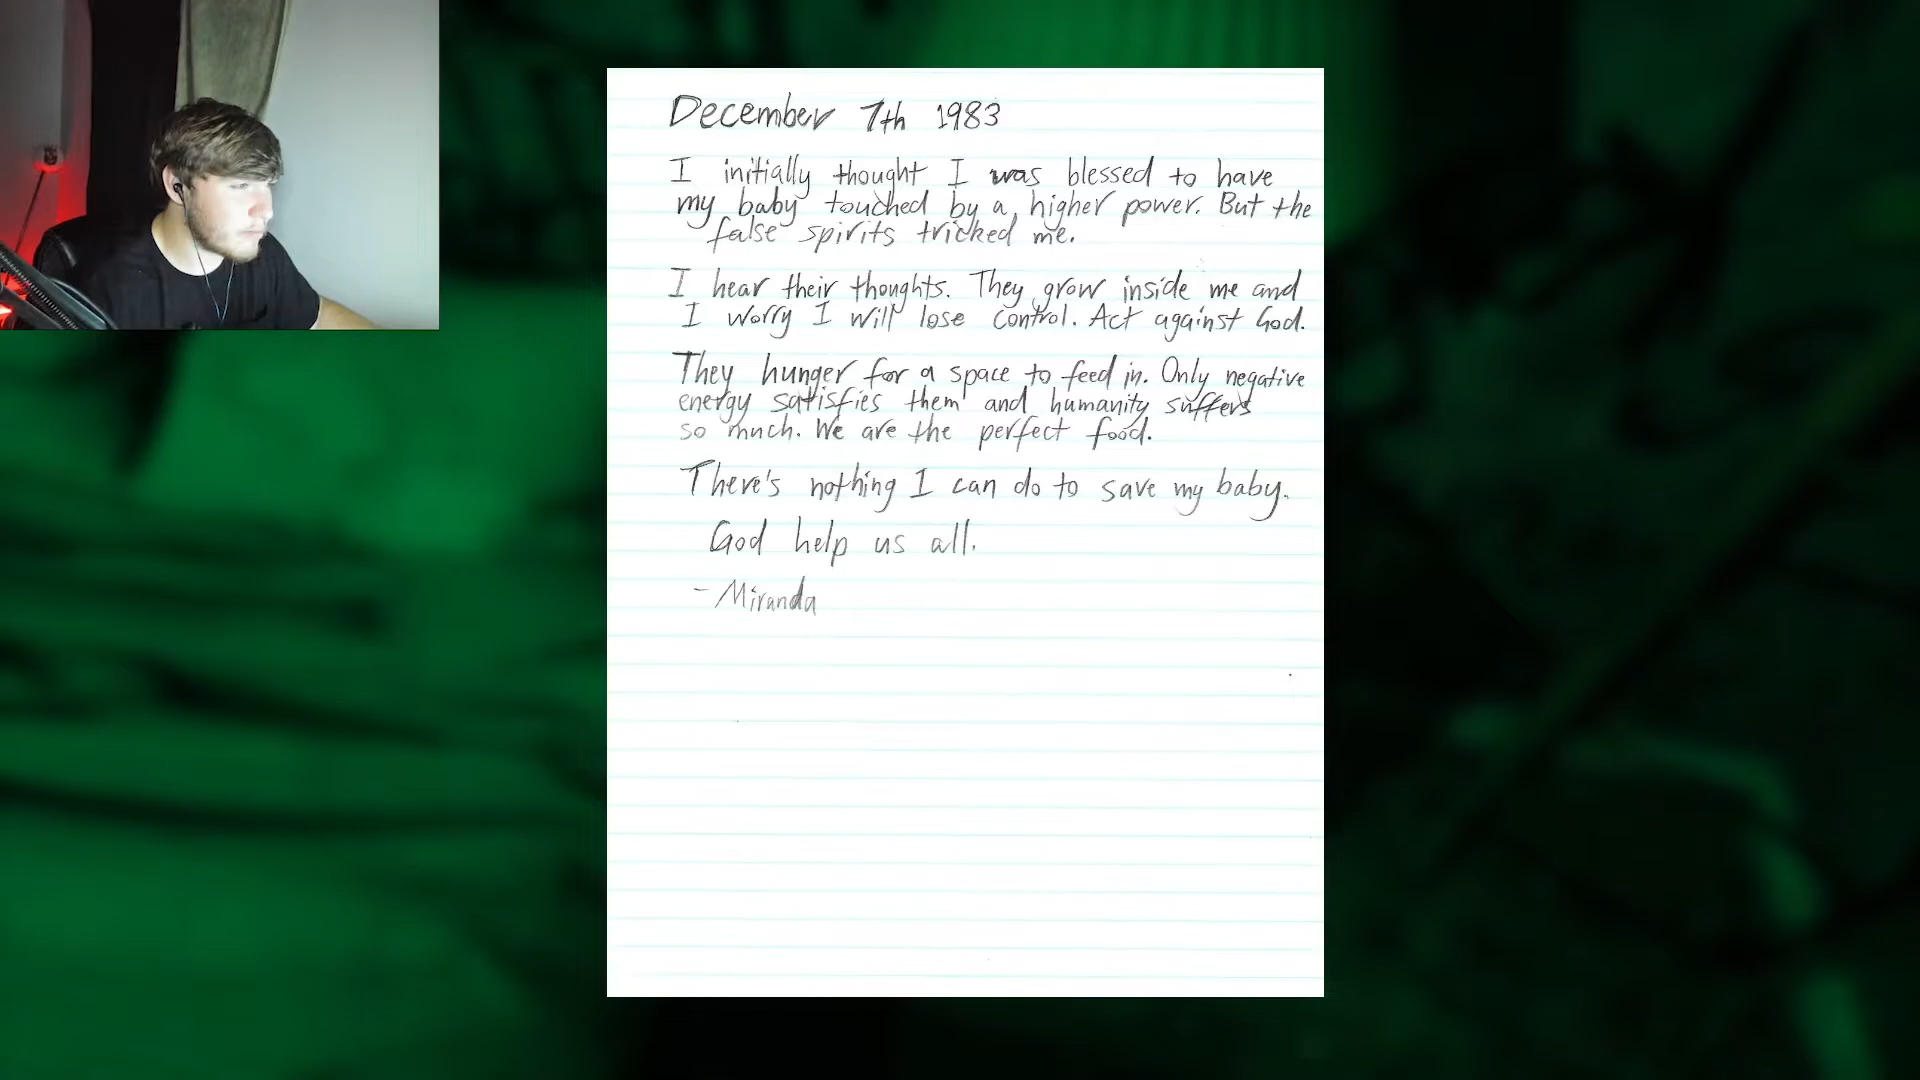 December 7th 1983
I initially thought I was blessed to have
my baby touched by a higher power. But the
false spirits tricked me.
I hear their thoughts. They grow inside me and
I worry I will lose control. Act against God.
They hunger for a space to feed in. Only negative
energy satisfies them and humanity suffers
so much. We are the perfect food.
There's nothing I can do to save my baby.
God help us all.
- Miranda